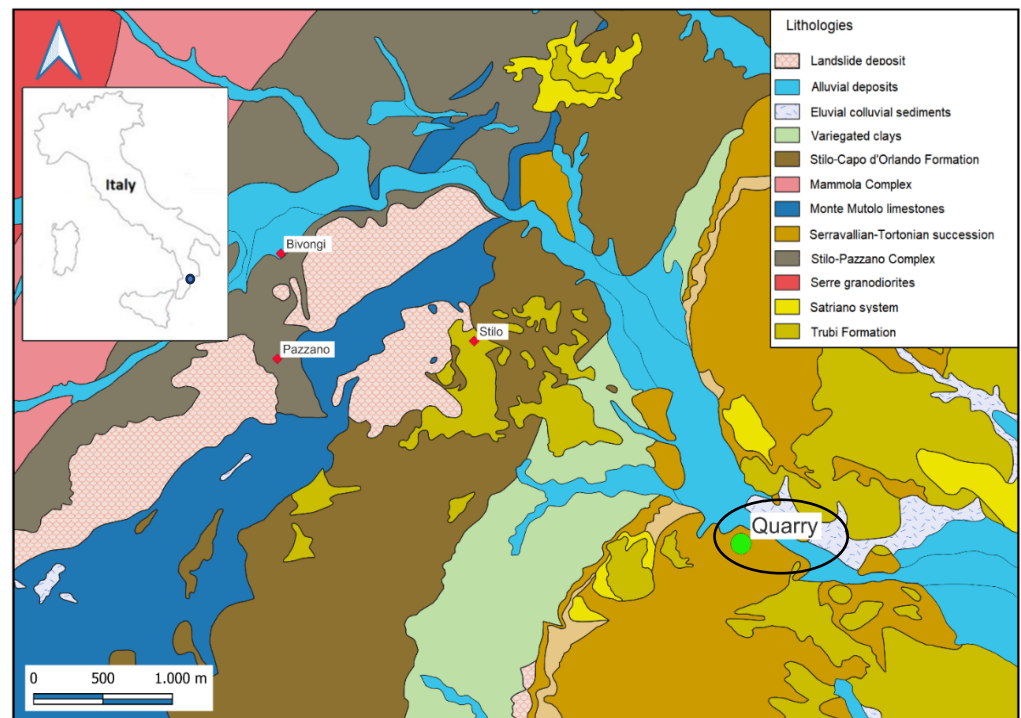 Lithologies
Landslide deposit
Alluvial deposits
Eluvial colluvial sediments
Variegated clays
Stilo-Capo d'Orlando Formation
Mammola Complex
Monte Mutolo limestones
Serravallian-Tortonian succession
Stilo-Pazzano Complex
Serre granodiorites
Satriano system
Trubi Formation
Italy
Bivongi
Stilo
Pazzano
Quarry
0 500 1.000 m